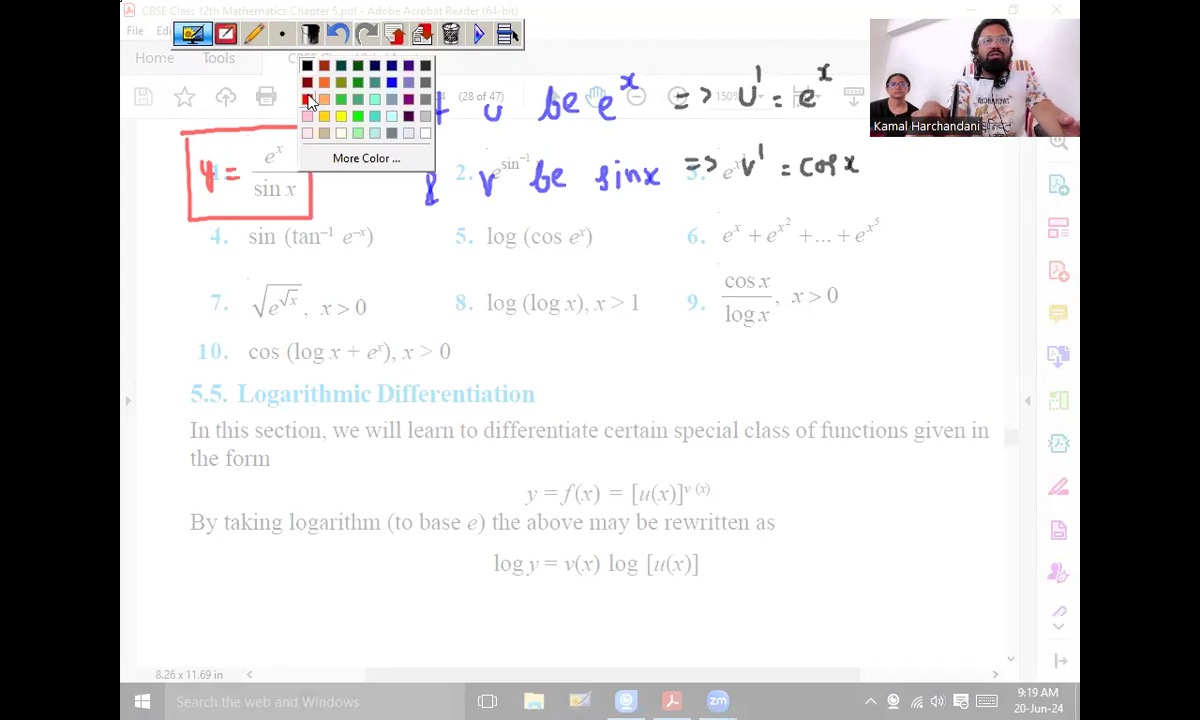 CBSE Class 12th Mathematics Chapter 5.pdf - Adobe Acrobat Reader (64-bit)
File
Home Tools
(28 of 47) 150%
More Color ...
Kamal Harchandani
u be e^x => u' = e^x
& v be sinx => v' = cos x
y = e^x / sin x
2. e^{sin^{-1}
3. e^x
4. sin (tan^{–1} e^{–x})
5. log (cos e^x)
6. e^x + e^{x^2} +...+ e^{x^5}
7. √(e^{√x}), x > 0
8. log (log x), x > 1
9. cos x / log x, x > 0
10. cos (log x + e^x), x > 0
5.5. Logarithmic Differentiation
In this section, we will learn to differentiate certain special class of functions given in
the form
y = f(x) = [u(x)]^{v (x)}
By taking logarithm (to base e) the above may be rewritten as
log y = v(x) log [u(x)]
8.26 x 11.69 in
Search the web and Windows
zm
9:19 AM
20-Jun-24